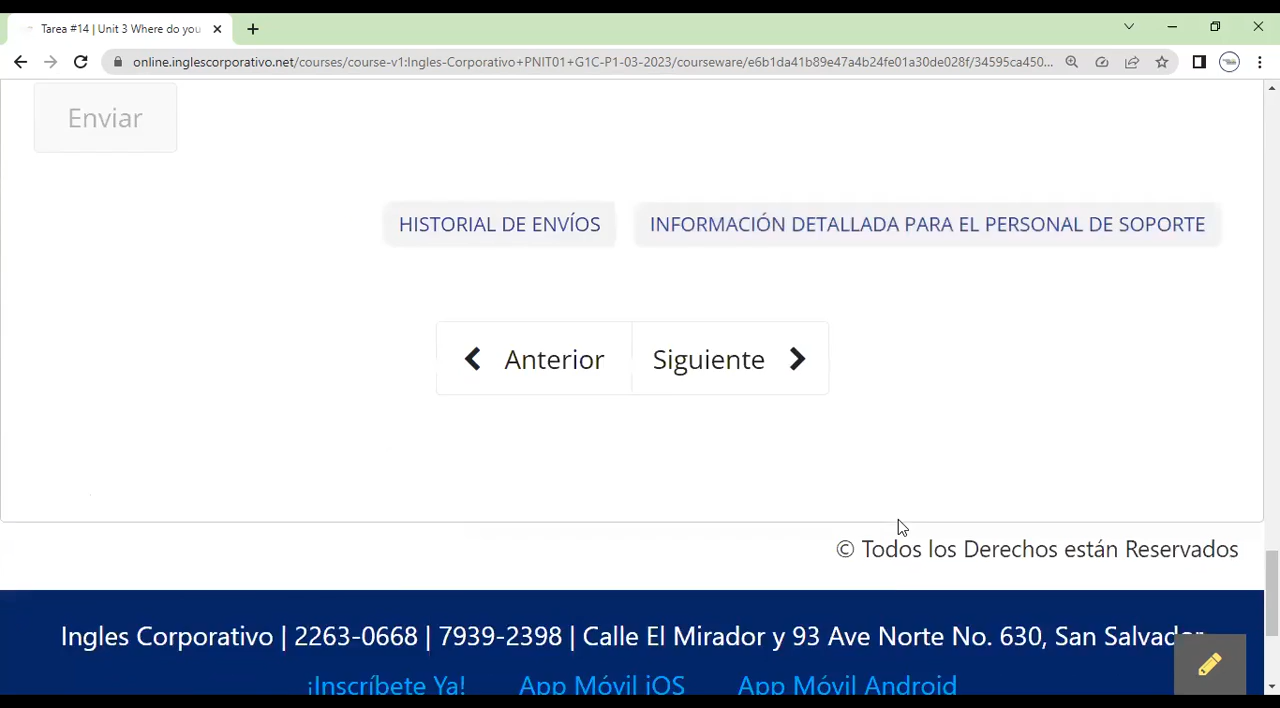 Tarea #14 | Unit 3 Where do you
online.inglescorporativo.net/courses/course-v1:Ingles-Corporativo+PNIT01+G1C-P1-03-2023/courseware/e6b1da41b89e47a4b24fe01a30de028f/34595ca450...
Enviar
HISTORIAL DE ENVÍOS INFORMACIÓN DETALLADA PARA EL PERSONAL DE SOPORTE
Anterior Siguiente
© Todos los Derechos están Reservados
Ingles Corporativo | 2263-0668 | 7939-2398 | Calle El Mirador y 93 Ave Norte No. 630, San Salvador
¡Inscríbete Ya! App Móvil iOS App Móvil Android